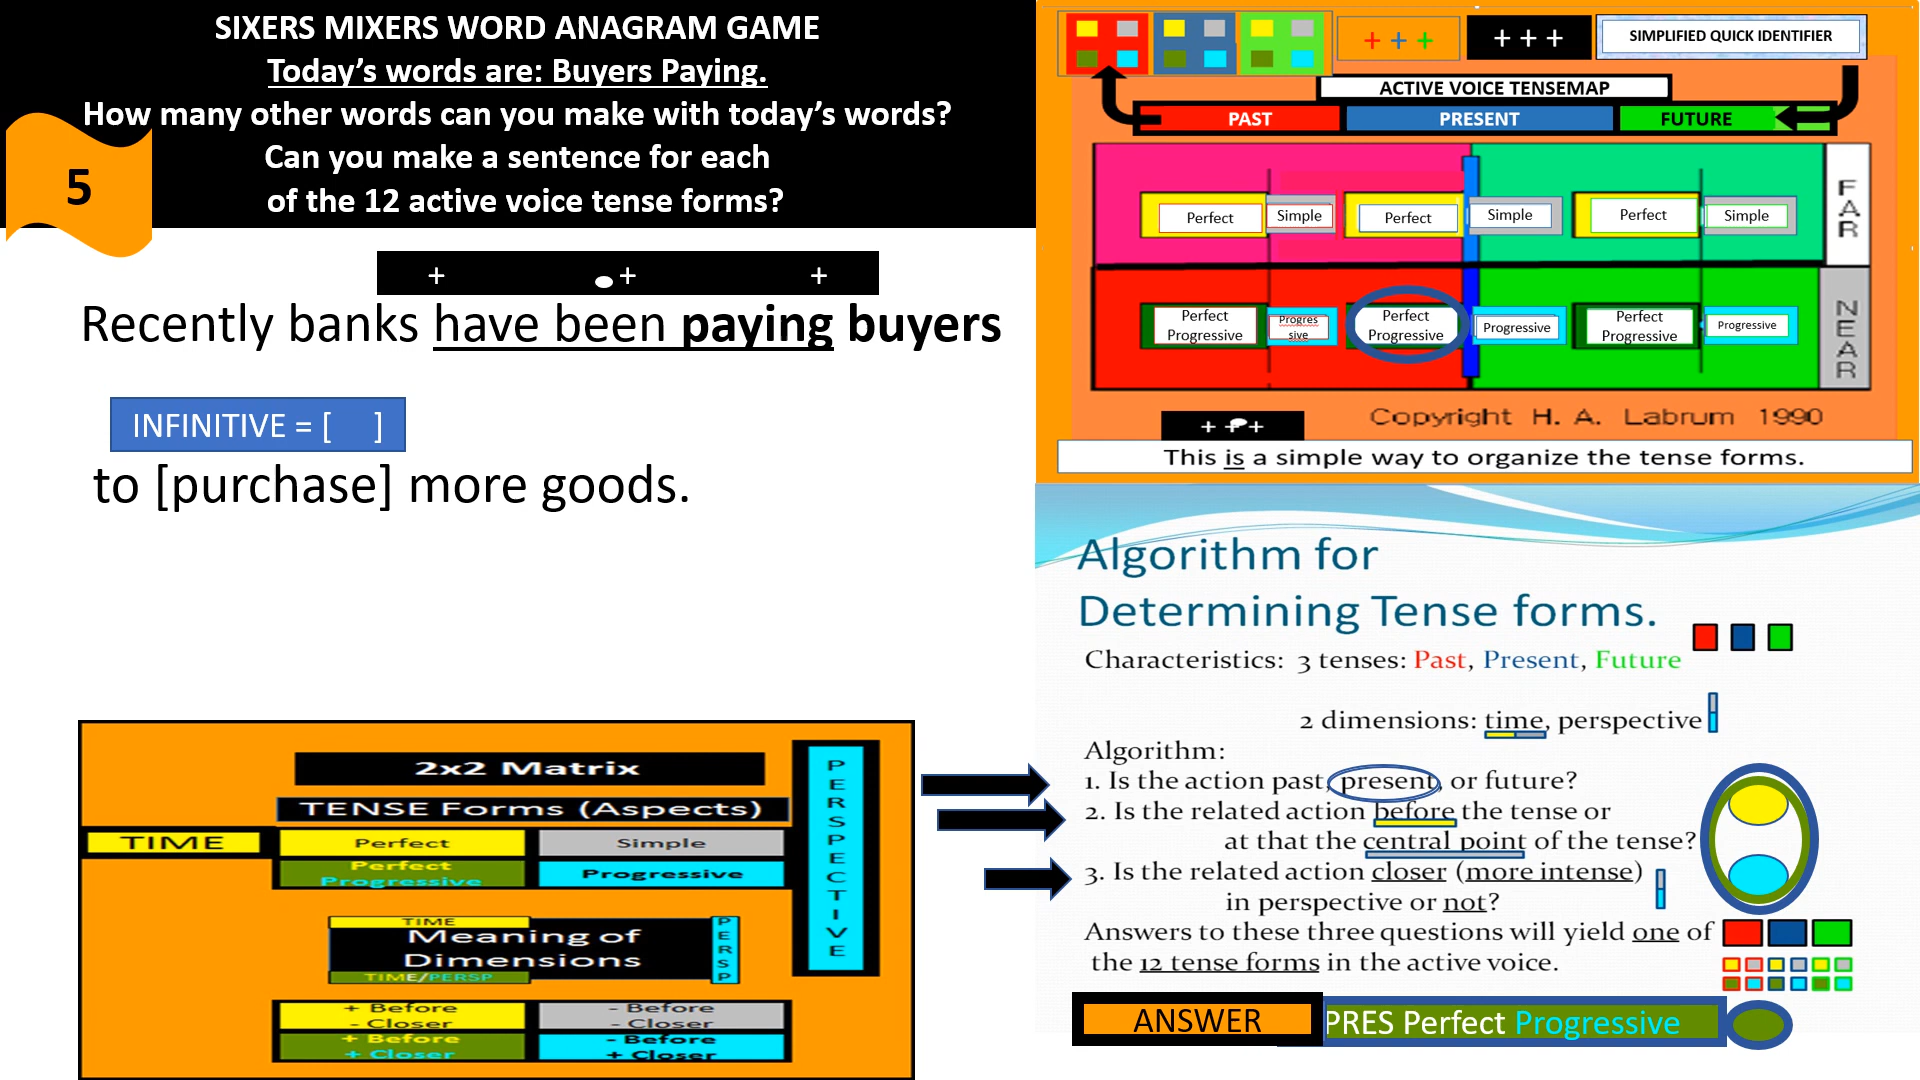 SIXERS MIXERS WORD ANAGRAM GAME
Today’s words are: Buyers Paying.
How many other words can you make with today’s words?
Can you make a sentence for each
of the 12 active voice tense forms?
5
+ + +
Recently banks have been paying buyers
INFINITIVE = [ ]
to [purchase] more goods.
2x2 Matrix
TENSE Forms (Aspects)
TIME
Perfect Simple
Perfect Progressive
Progressive
PERSPECTIVE
TIME
Meaning of
Dimensions
TIME/PERSP
PERSP
+ Before - Before
- Closer - Closer
+ Before - Before
+ Closer + Closer
+ + +
+ + +
SIMPLIFIED QUICK IDENTIFIER
ACTIVE VOICE TENSEMAP
PAST PRESENT FUTURE
Perfect Simple Perfect Simple Perfect Simple
FAR
Perfect Progressive Progressive Perfect Progressive Progressive Perfect Progressive Progressive
NEAR
+ + +
Copyright H. A. Labrum 1990
This is a simple way to organize the tense forms.
Algorithm for
Determining Tense forms.
Characteristics: 3 tenses: Past, Present, Future
2 dimensions: time, perspective
Algorithm:
1. Is the action past, present, or future?
2. Is the related action before the tense or
at that the central point of the tense?
3. Is the related action closer (more intense)
in perspective or not?
Answers to these three questions will yield one of
the 12 tense forms in the active voice.
ANSWER
PRES Perfect Progressive